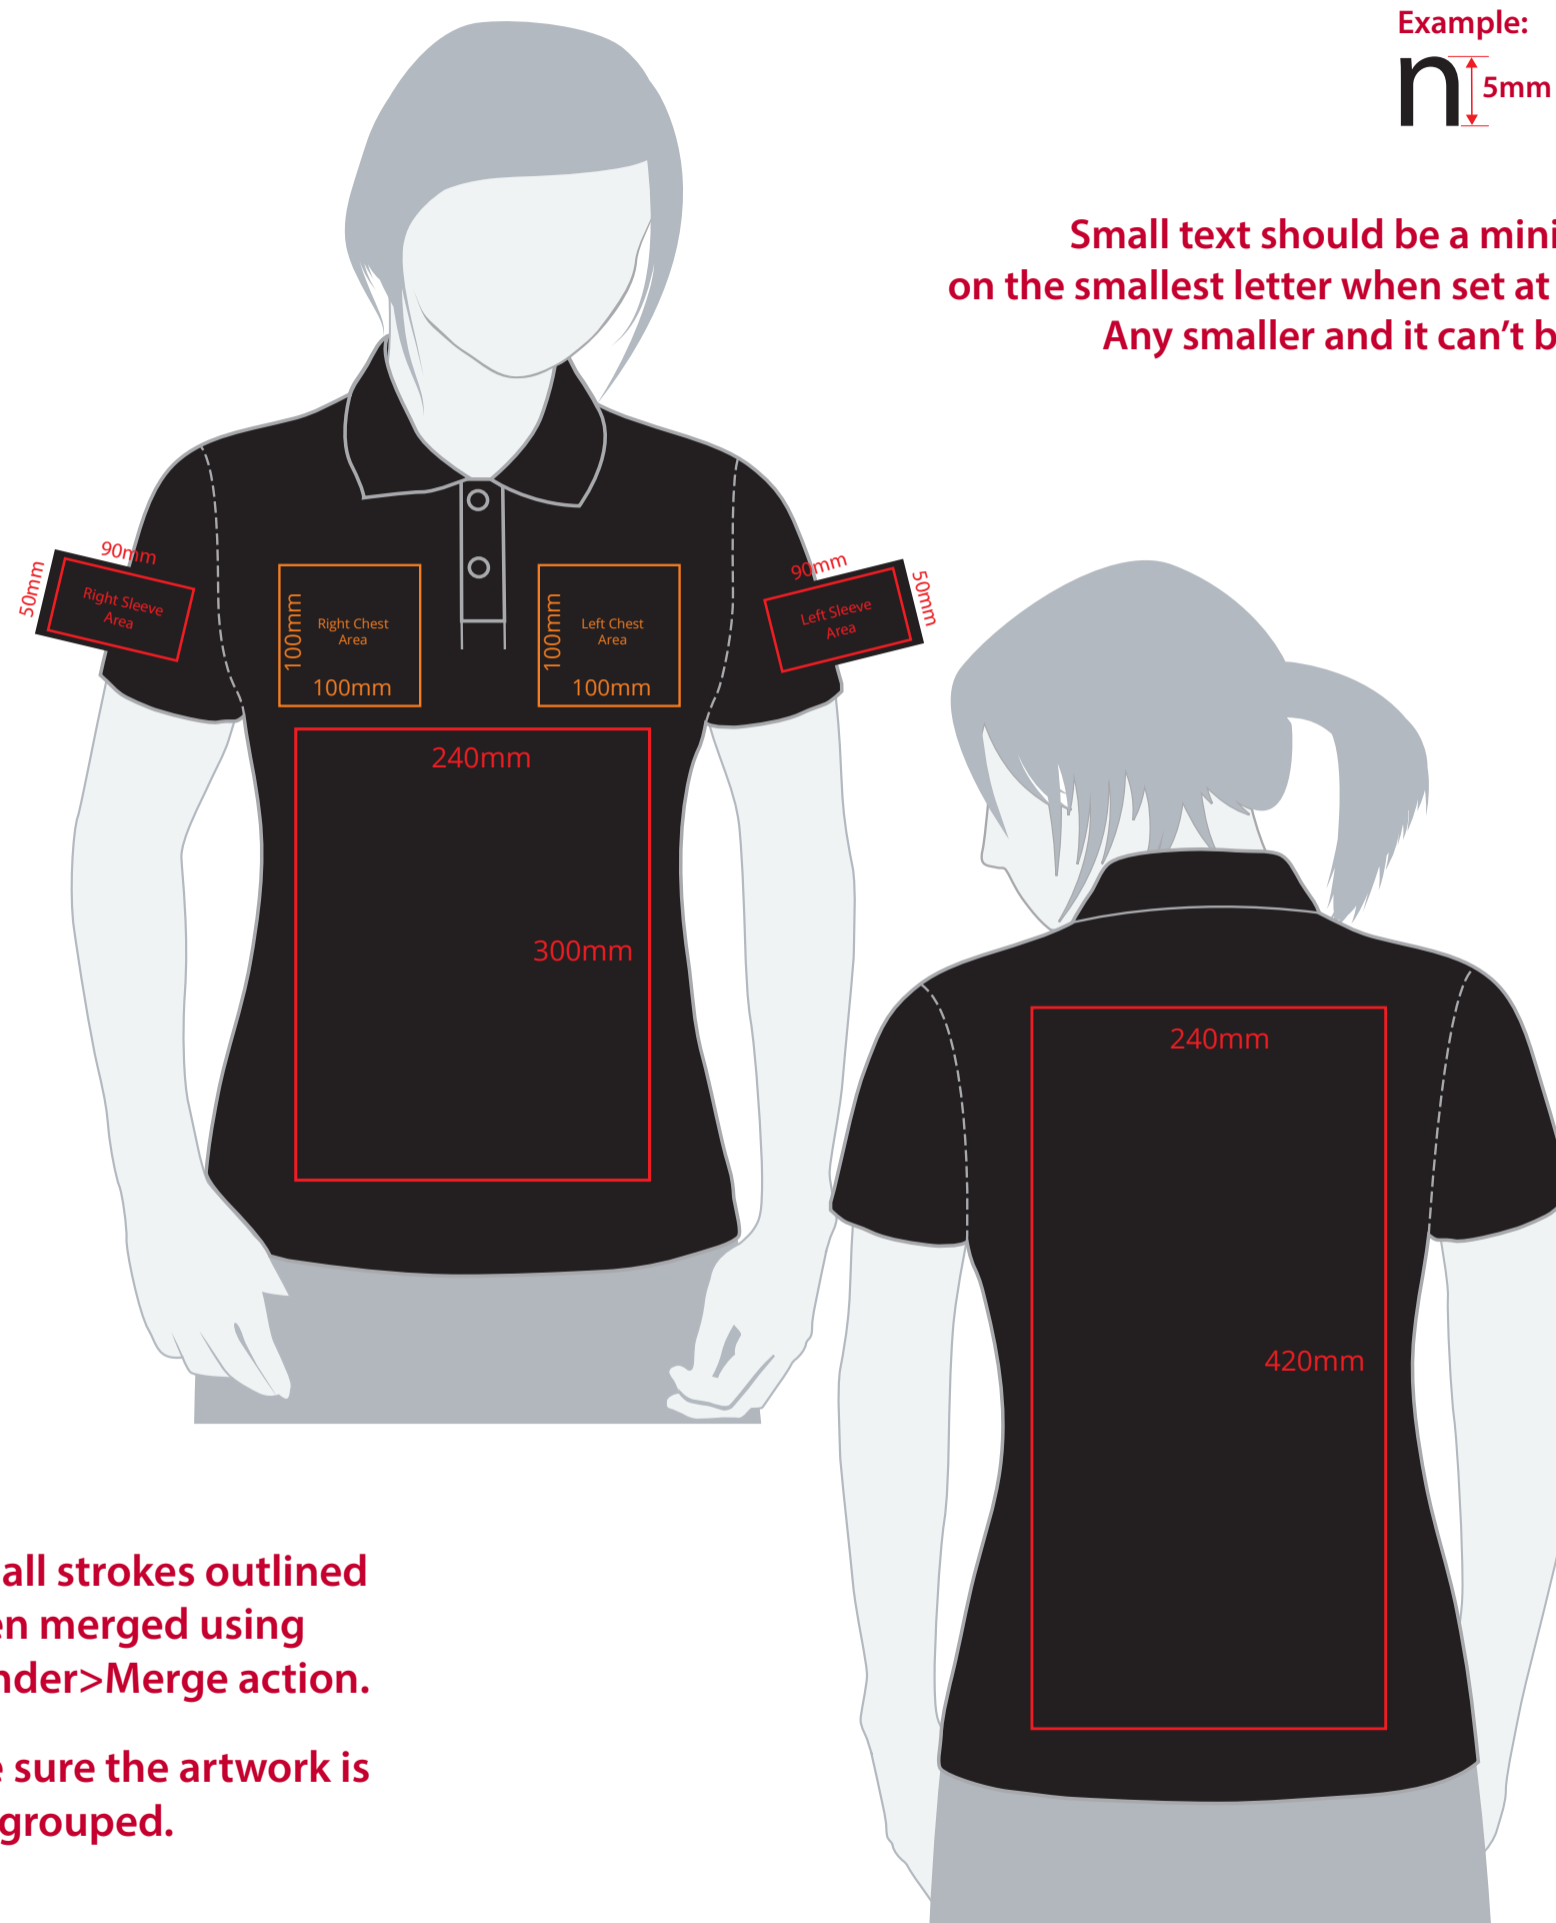 Example:
n
5mm
Small text should be a mini
on the smallest letter when set at
Any smaller and it can’t b
90mm
50mm
Right Sleeve
Area
100mm
Right Chest
Area
100mm
100mm
Left Chest
Area
100mm
90mm
50mm
Left Sleeve
Area
240mm
300mm
240mm
420mm
all strokes outlined
en merged using
nder>Merge action.
e sure the artwork is
grouped.